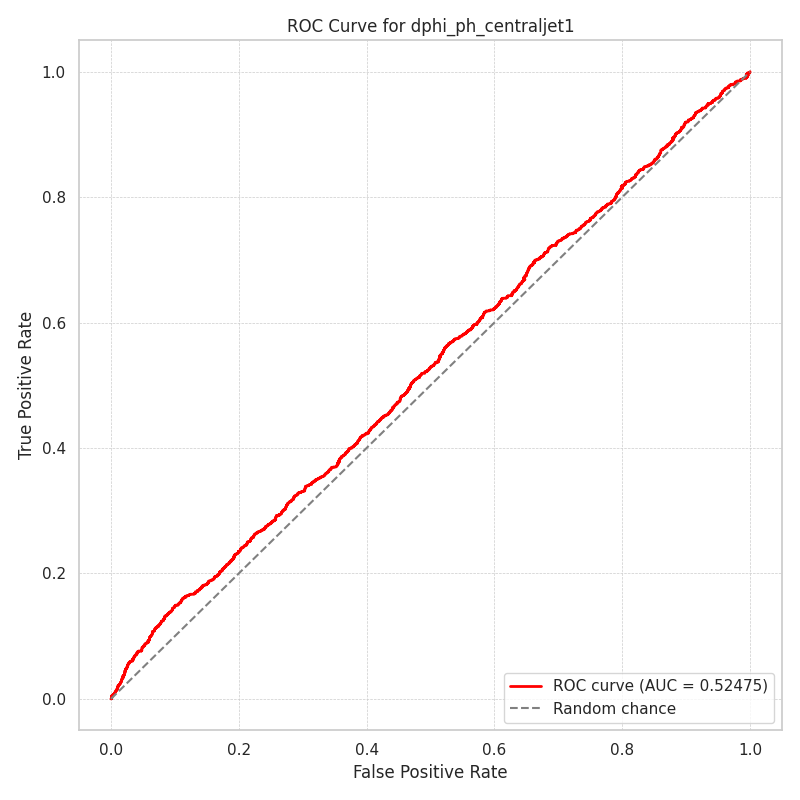 ROC Curve for dphi_ph_centraljet1
True Positive Rate
1.0
0.8
0.6
0.4
0.2
0.0
ROC curve (AUC = 0.52475)
Random chance
0.0 0.2 0.4 0.6 0.8 1.0
False Positive Rate